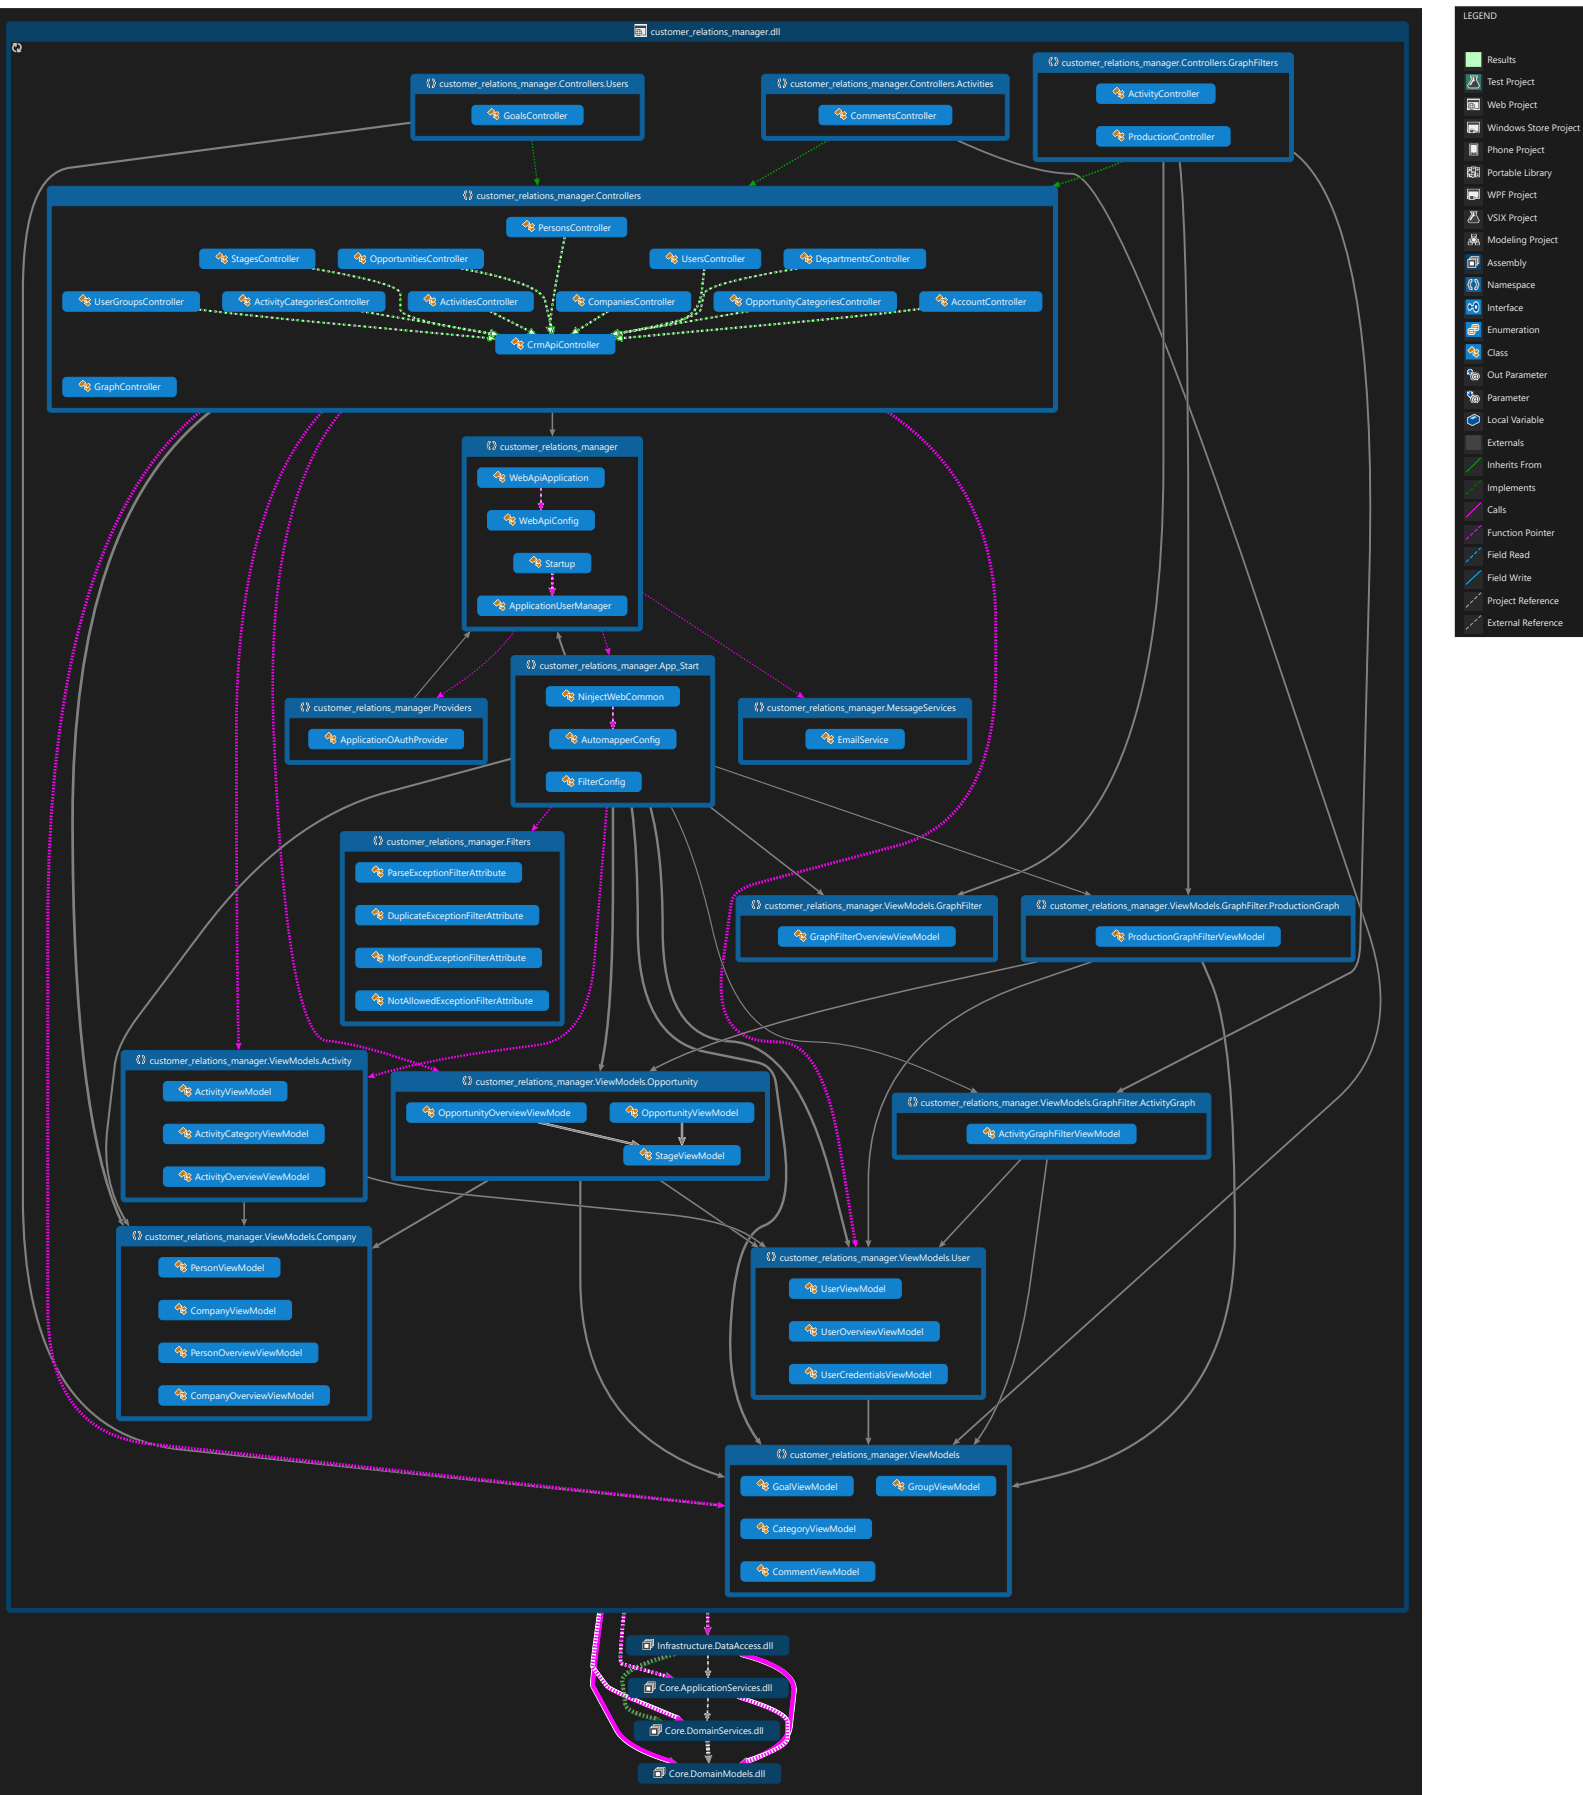 customer_relations_manager.dll
customer_relations_manager.Controllers.Users
GoalsController
customer_relations_manager.Controllers.Activities
CommentsController
customer_relations_manager.Controllers.GraphFilters
ActivityController
ProductionController
customer_relations_manager.Controllers
PersonsController
StagesController
OpportunitiesController
UsersController
DepartmentsController
UserGroupsController
ActivityCategoriesController
ActivitiesController
CompaniesController
OpportunityCategoriesController
AccountController
CrmApiController
GraphController
customer_relations_manager
WebApiApplication
WebApiConfig
Startup
ApplicationUserManager
customer_relations_manager.App_Start
NinjectWebCommon
AutomapperConfig
FilterConfig
customer_relations_manager.Providers
ApplicationOAuthProvider
customer_relations_manager.MessageServices
EmailService
customer_relations_manager.Filters
ParseExceptionFilterAttribute
DuplicateExceptionFilterAttribute
NotFoundExceptionFilterAttribute
NotAllowedExceptionFilterAttribute
customer_relations_manager.ViewModels.GraphFilter
GraphFilterOverviewViewModel
customer_relations_manager.ViewModels.GraphFilter.ProductionGraph
ProductionGraphFilterViewModel
customer_relations_manager.ViewModels.Activity
ActivityViewModel
ActivityCategoryViewModel
ActivityOverviewViewModel
customer_relations_manager.ViewModels.Opportunity
OpportunityOverviewViewMode
OpportunityViewModel
StageViewModel
customer_relations_manager.ViewModels.GraphFilter.ActivityGraph
ActivityGraphFilterViewModel
customer_relations_manager.ViewModels.Company
PersonViewModel
CompanyViewModel
PersonOverviewViewModel
CompanyOverviewViewModel
customer_relations_manager.ViewModels.User
UserViewModel
UserOverviewViewModel
UserCredentialsViewModel
customer_relations_manager.ViewModels
GoalViewModel
GroupViewModel
CategoryViewModel
CommentViewModel
Infrastructure.DataAccess.dll
Core.ApplicationServices.dll
Core.DomainServices.dll
Core.DomainModels.dll
LEGEND
Results
Test Project
Web Project
Windows Store Project
Phone Project
Portable Library
WPF Project
VSIX Project
Modeling Project
Assembly
Namespace
Interface
Enumeration
Class
Out Parameter
Parameter
Local Variable
Externals
Inherits From
Implements
Calls
Function Pointer
Field Read
Field Write
Project Reference
External Reference